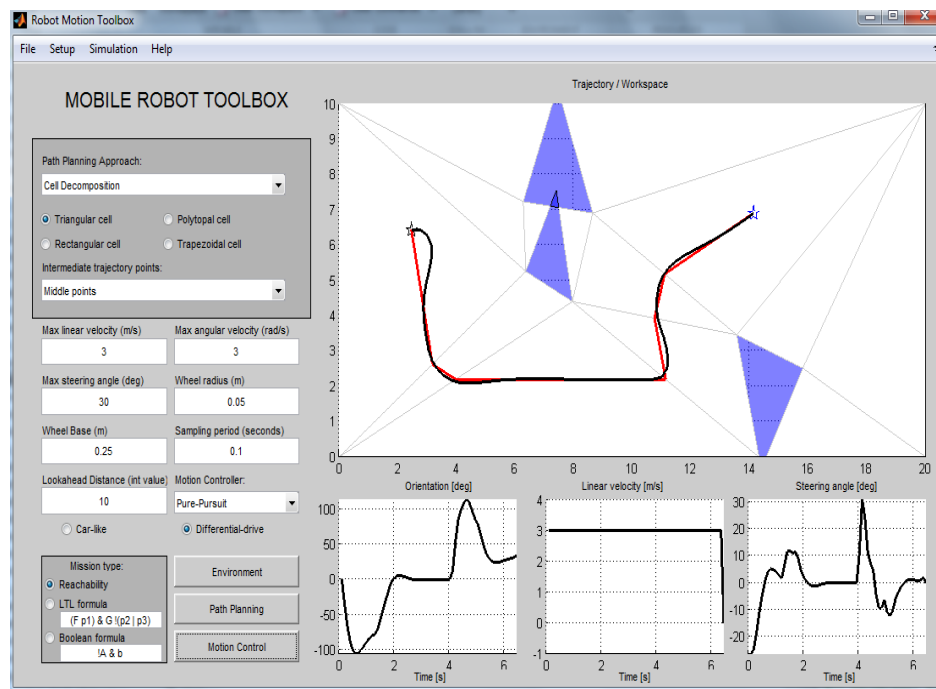 Robot Motion Toolbox
File Setup Simulation Help
MOBILE ROBOT TOOLBOX
Path Planning Approach:
Cell Decomposition
Triangular cell Polytopal cell
Rectangular cell Trapezoidal cell
Intermediate trajectory points:
Middle points
Max linear velocity (m/s) Max angular velocity (rad/s)
3 3
Max steering angle (deg) Wheel radius (m)
30 0.05
Wheel Base (m) Sampling period (seconds)
0.25 0.1
Lookahead Distance (int value) Motion Controller:
10 Pure-Pursuit
Car-like Differential-drive
Mission type:
Reachability
LTL formula
(F p1) & G !(p2 | p3)
Boolean formula
!A & b
Environment
Path Planning
Motion Control
Trajectory / Workspace
10
9
8
7
6
5
4
3
2
1
0
0 2 4 6 8 10 12 14 16 18 20
Orientation [deg]
100
50
0
-50
-100
0 2 4 6
Time [s]
Linear velocity [m/s]
4
3
2
1
0
-1
0 2 4 6
Time [s]
Steering angle [deg]
30
20
10
0
-10
-20
0 2 4 6
Time [s]